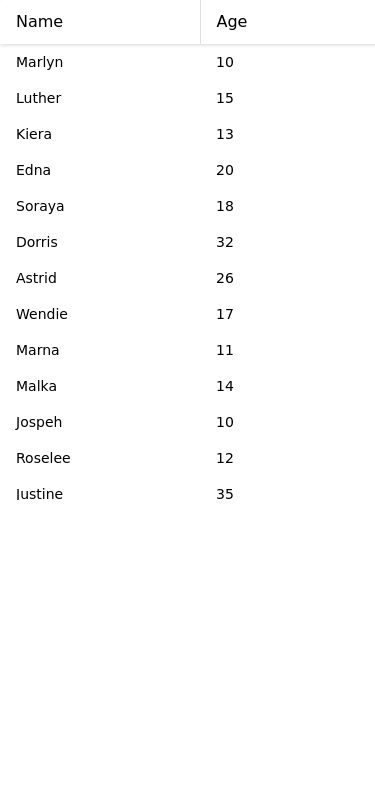 Name Age
Marlyn 10
Luther 15
Kiera 13
Edna 20
Soraya 18
Dorris 32
Astrid 26
Wendie 17
Marna 11
Malka 14
Jospeh 10
Roselee 12
Justine 35